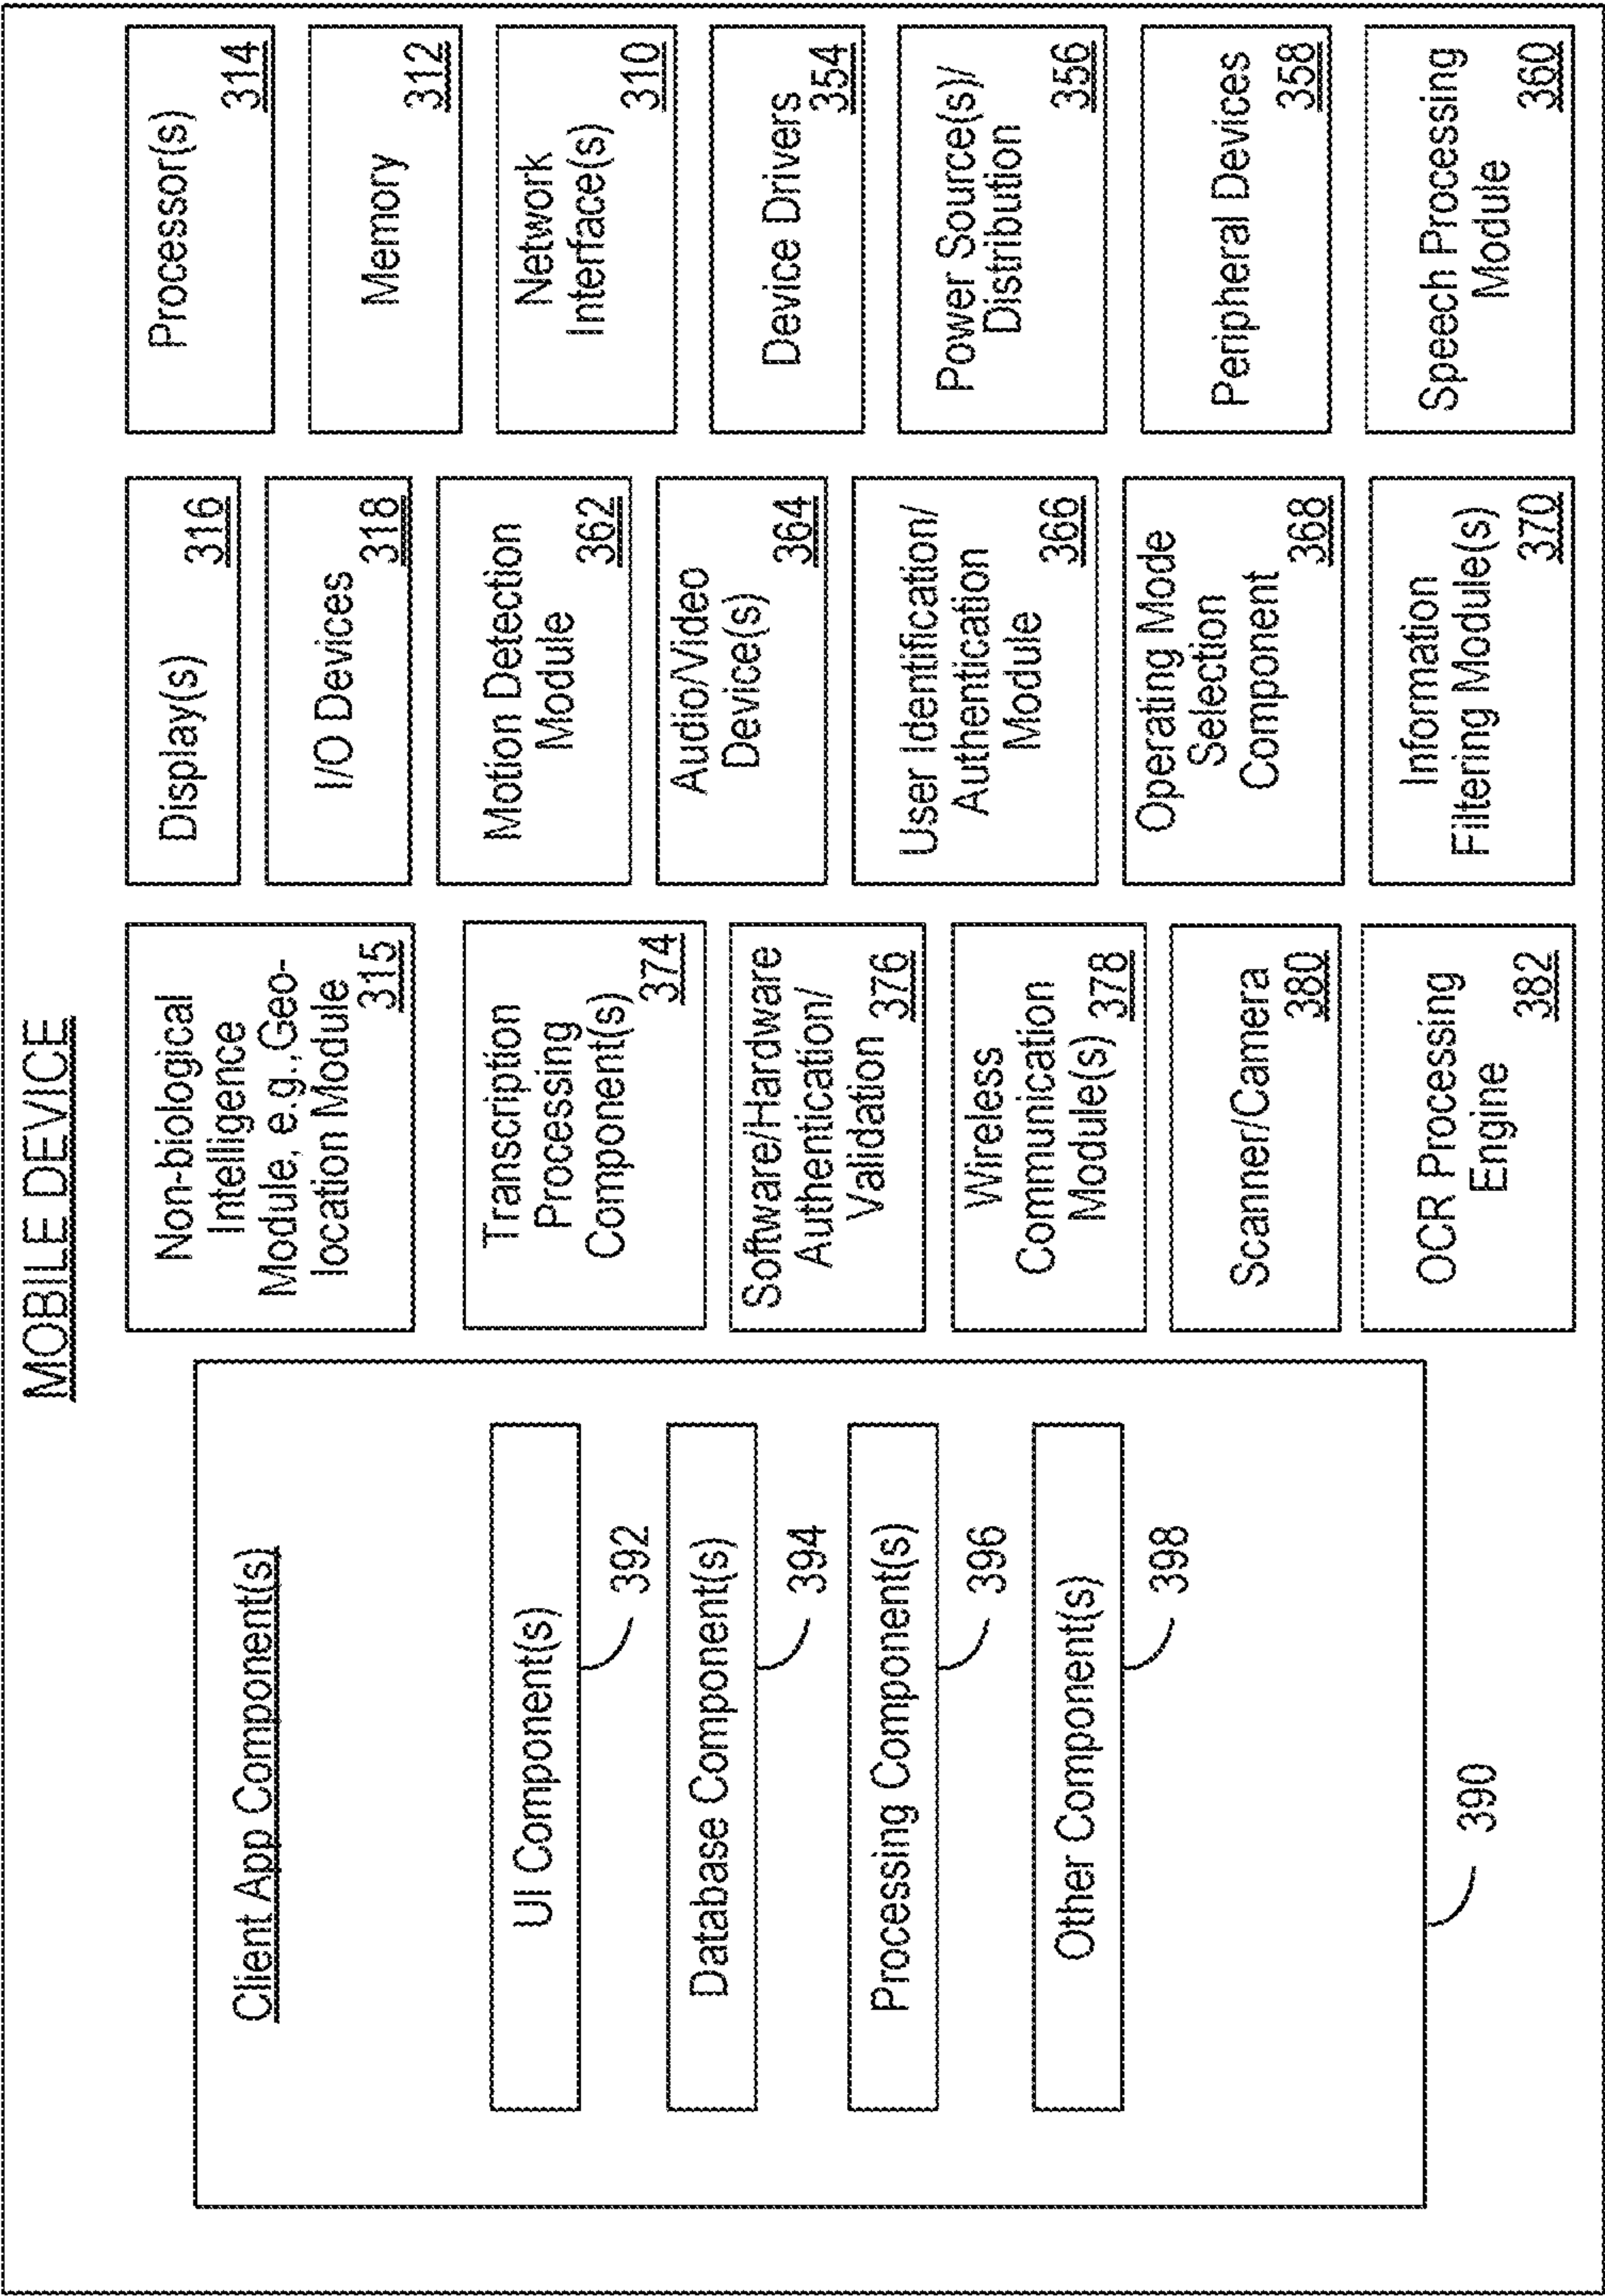 MOBILE DEVICE
Client App Component(s)
UI Component(s)
392
Database Component(s)
394
Processing Component(s)
396
Other Component(s)
398
390
Non-biological
Intelligence
Module, e.g.,Geo-
location Module
315
Transcription
Processing
Component(s)
374
Software/Hardware
Authentication/
Validation 376
Wireless
Communication
Module(s) 378
Scanner/Camera
380
OCR Processing
Engine
382
Display(s)
316
I/O Devices
318
Motion Detection
Module
362
Audio/Video
Device(s)
364
User Identification/
Authentication
Module
366
Operating Mode
Selection
Component
368
Information
Filtering Module(s)
370
Processor(s)
314
Memory
312
Network
Interface(s)
310
Device Drivers
354
Power Source(s)/
Distribution
356
Peripheral Devices
358
Speech Processing
Module
360